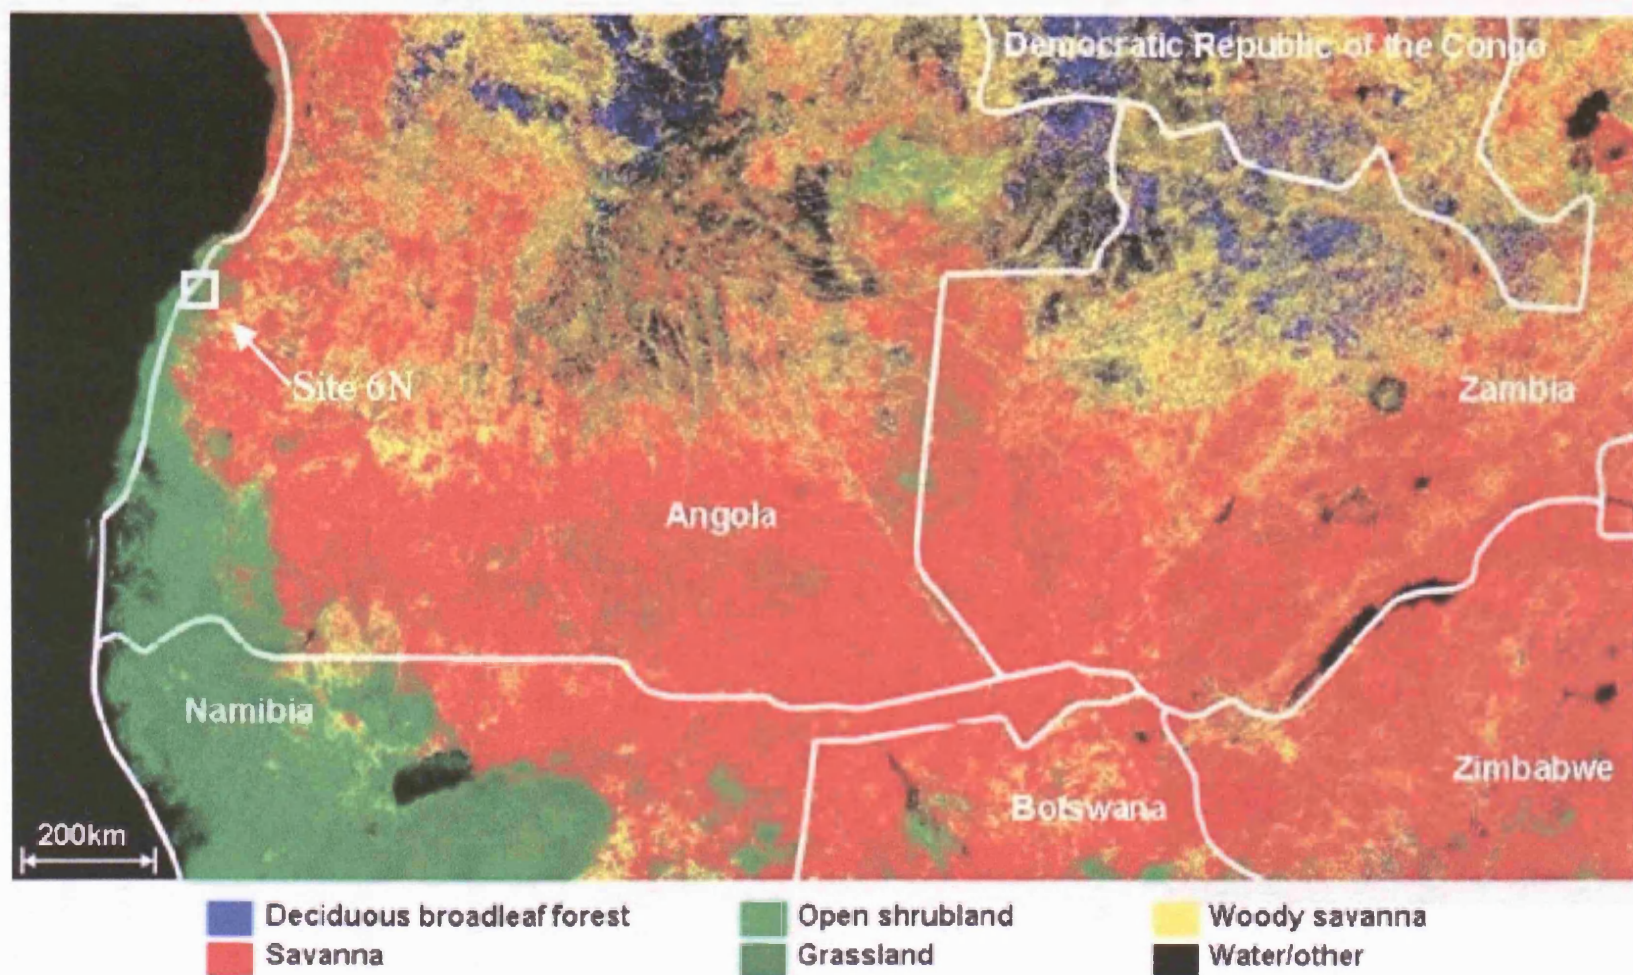 Democratic Republic of the Congo
Site 6N
Zambia
Angola
Namibia
Zimbabwe
Botswana
200km
Deciduous broadleaf forest
Open shrubland
Woody savanna
Savanna
Grassland
Water/other